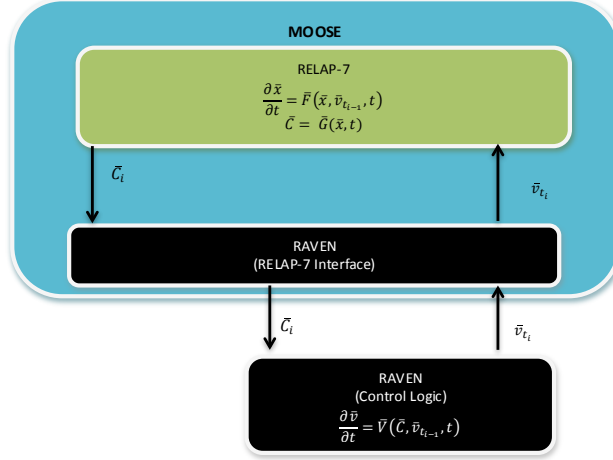 MOOSE
RELAP-7
∂x̄/∂t = F̄(x̄, v̄_{t_{i−1}}, t)
C̄ = Ḡ(x̄, t)
C̄_i
v̄_{t_i}
RAVEN
(RELAP-7 Interface)
C̄_i
v̄_{t_i}
RAVEN
(Control Logic)
∂v̄/∂t = V̄(C̄, v̄_{t_{i−1}}, t)